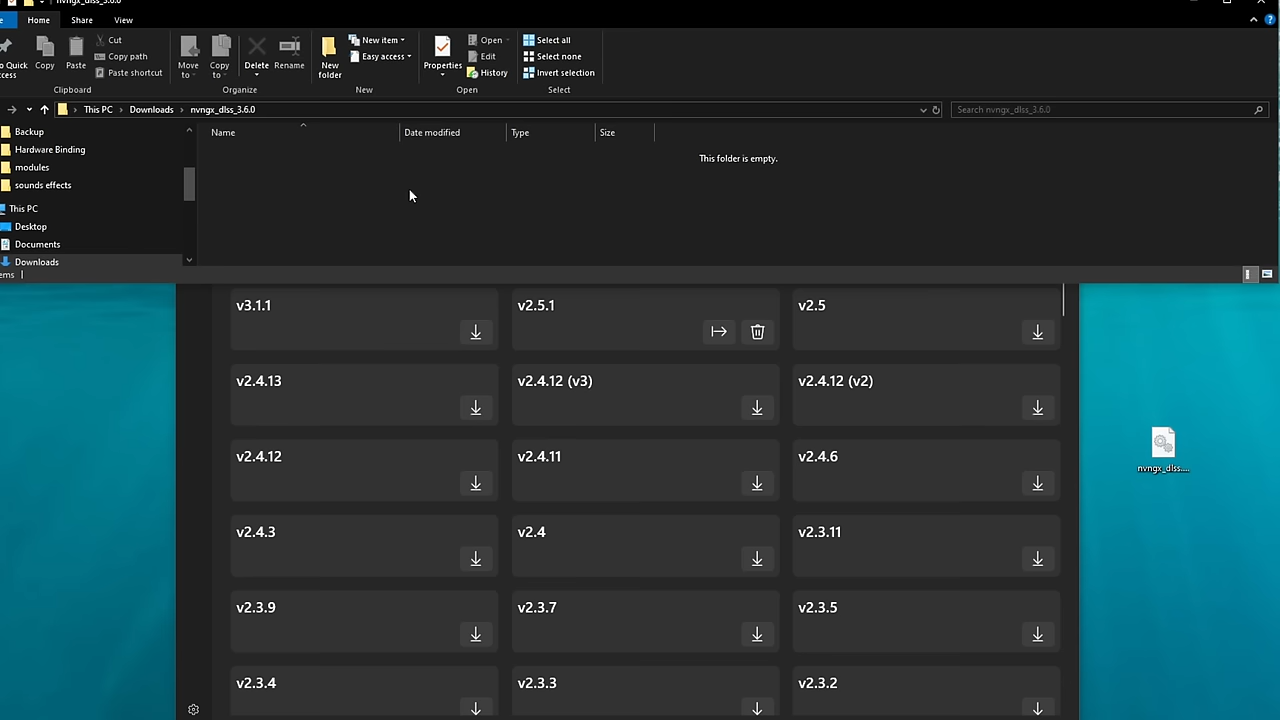 nvngx_dlss_3.6.0
Home Share View
Copy
Paste
Cut
Copy path
Paste shortcut
Move to
Copy to
Delete
Rename
New folder
New item
Easy access
Properties
Open
Edit
History
Select all
Select none
Invert selection
Clipboard Organize New Open Select
This PC Downloads nvngx_dlss_3.6.0
Search nvngx_dlss_3.6.0
Backup
Hardware Binding
modules
sounds effects
This PC
Desktop
Documents
Downloads
Name Date modified Type Size
This folder is empty.
v3.1.1 v2.5.1 v2.5
v2.4.13 v2.4.12 (v3) v2.4.12 (v2)
v2.4.12 v2.4.11 v2.4.6
v2.4.3 v2.4 v2.3.11
v2.3.9 v2.3.7 v2.3.5
v2.3.4 v2.3.3 v2.3.2
nvngx_dlss....